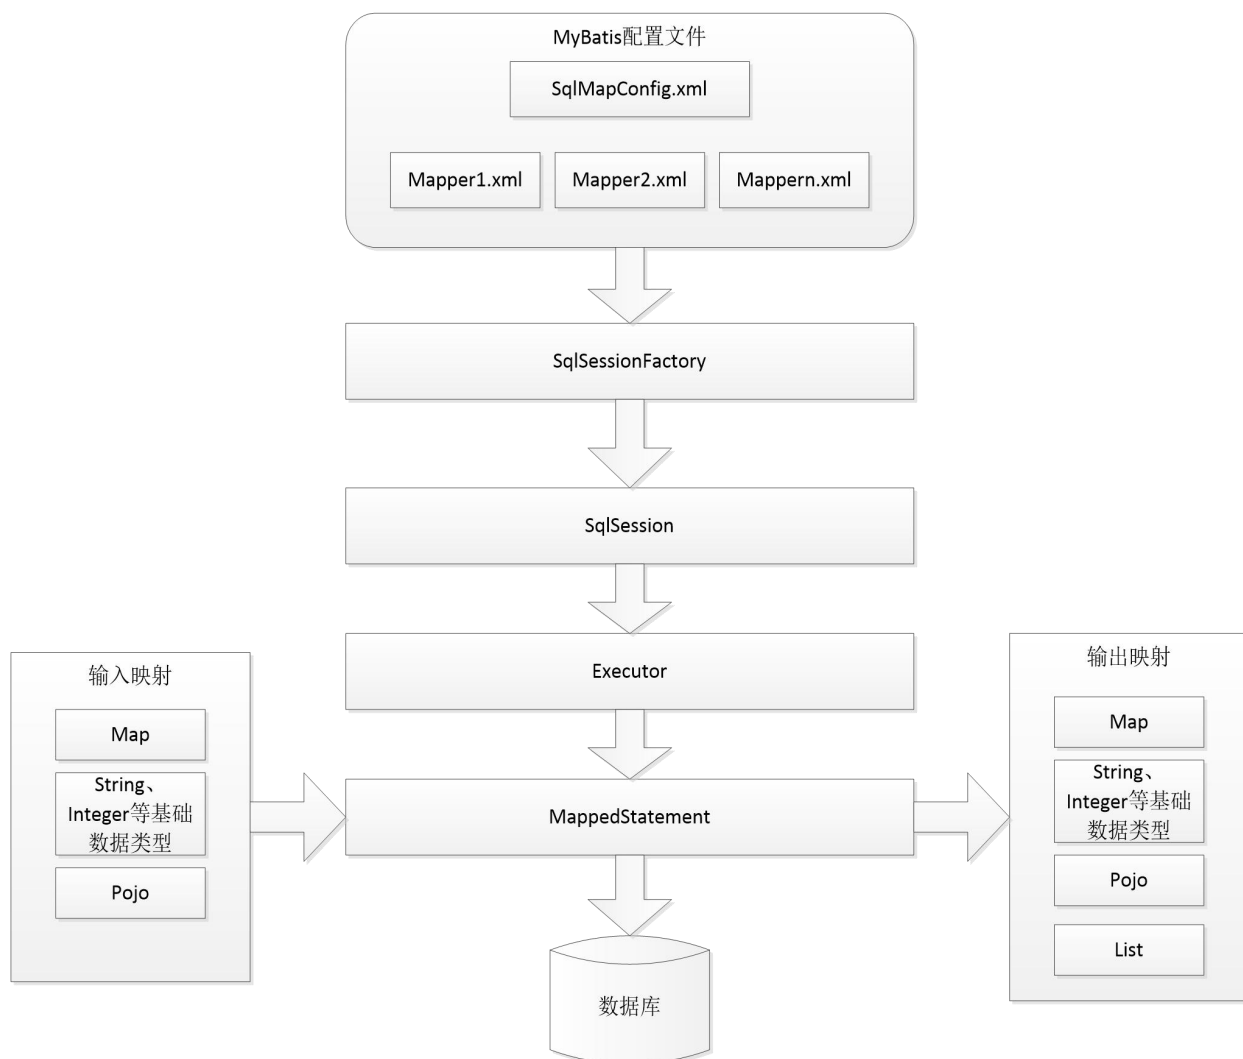 MyBatis配置文件
SqlMapConfig.xml
Mapper1.xml
Mapper2.xml
Mappern.xml
SqlSessionFactory
SqlSession
Executor
输入映射
Map
String、
Integer等基础
数据类型
Pojo
MappedStatement
输出映射
Map
String、
Integer等基础
数据类型
Pojo
List
数据库